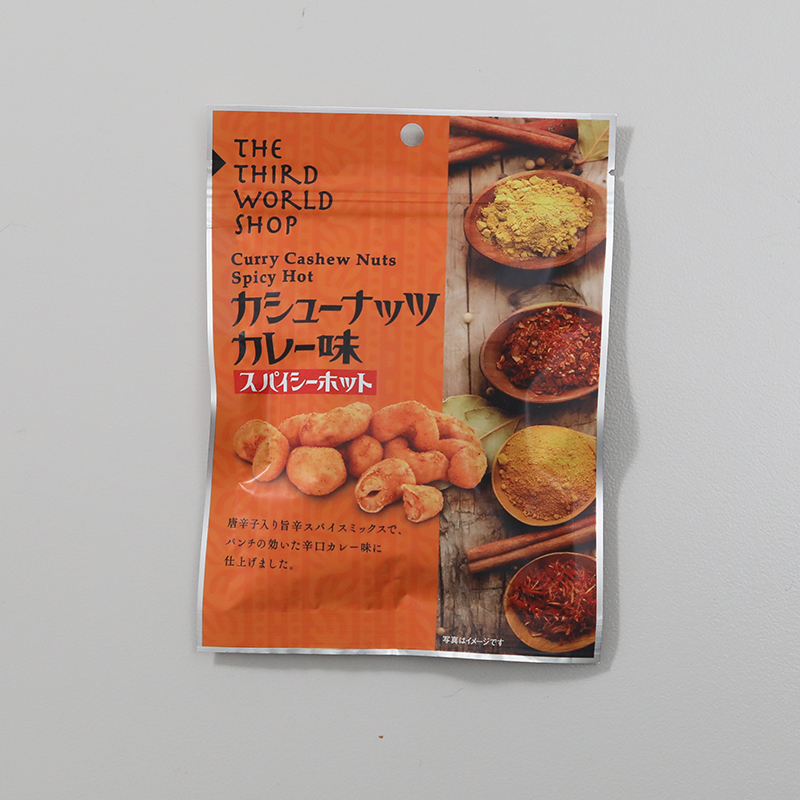 THE
THIRD
WORLD
SHOP
Curry Cashew Nuts
Spicy Hot
カシューナッツ
カレー味
スパイシーホット
唐辛子入り旨辛スパイスミックスで、
パンチの効いた辛口カレー味に
仕上げました。
写真はイメージです